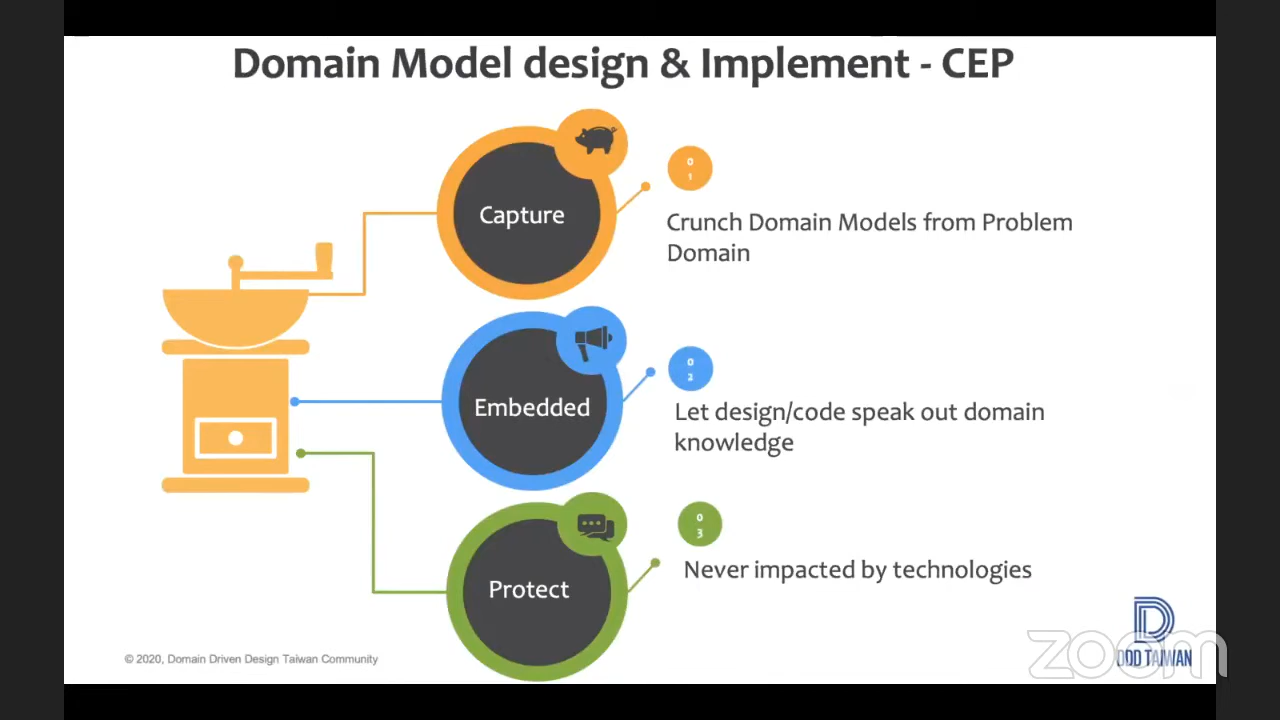 Domain Model design & Implement - CEP
Capture
0
1
Crunch Domain Models from Problem
Domain
Embedded
0
2
Let design/code speak out domain
knowledge
Protect
0
3
Never impacted by technologies
© 2020, Domain Driven Design Taiwan Community
DDD TAIWAN
zoom